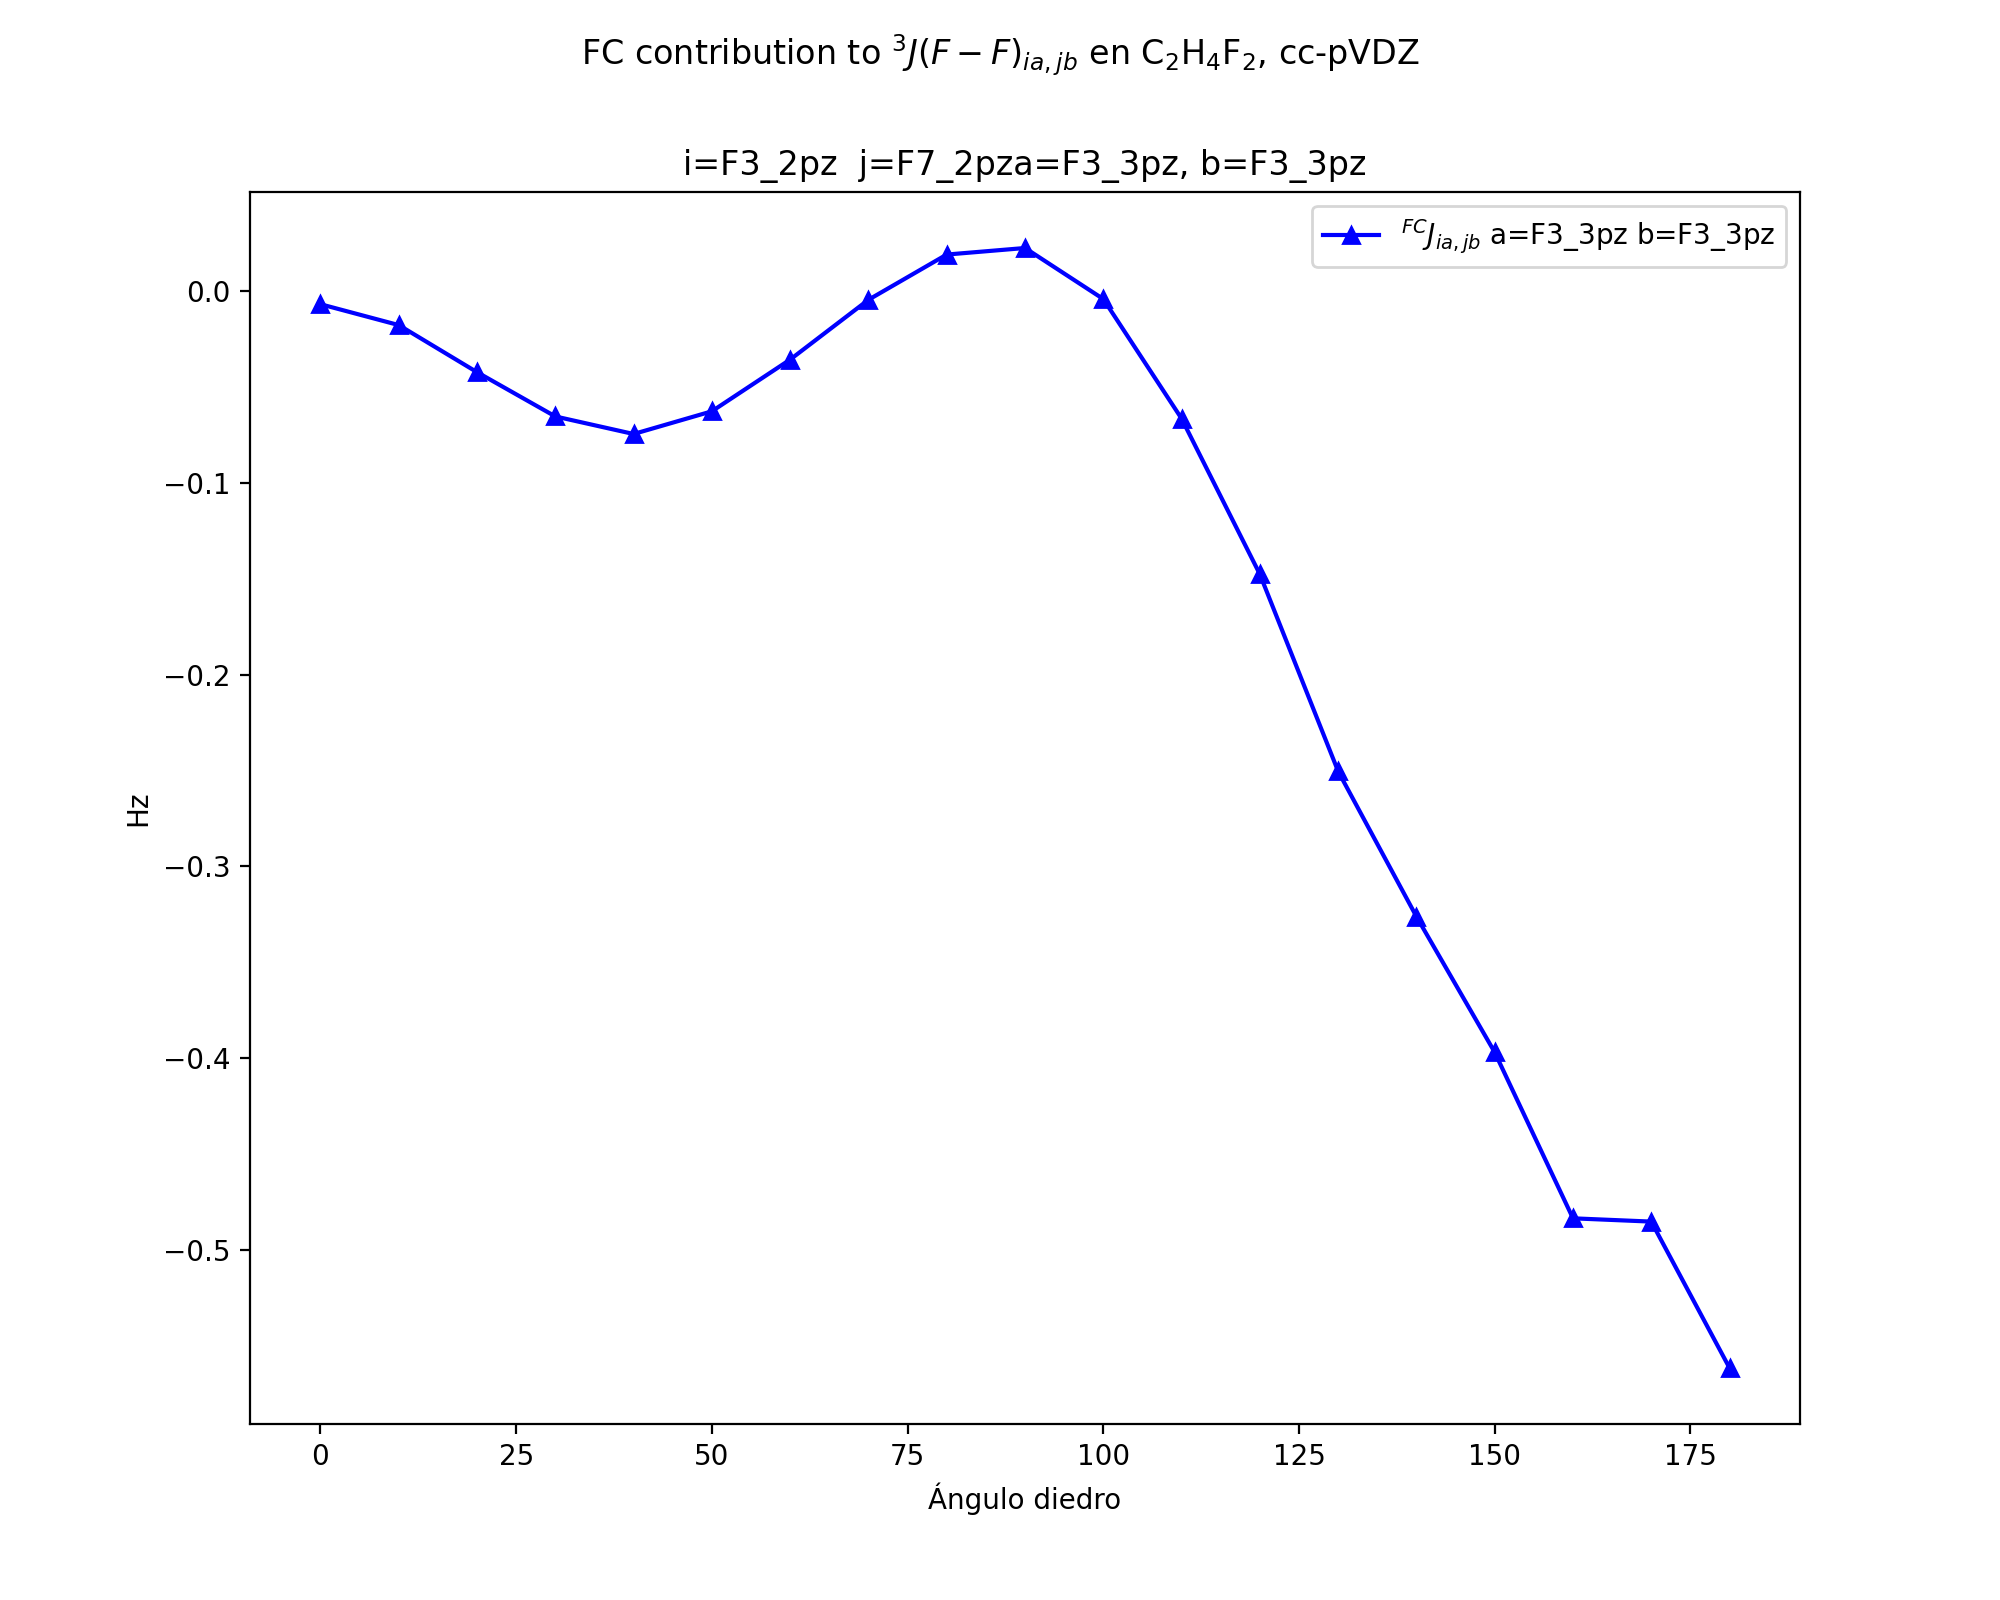 FC contribution to ³J(F − F)ia, jb en C₂H₄F₂, cc-pVDZ
i=F3_2pz  j=F7_2pza=F3_3pz, b=F3_3pz
FCJia, jb a=F3_3pz b=F3_3pz
0.0
−0.1
−0.2
−0.3
−0.4
−0.5
Hz
0 25 50 75 100 125 150 175
Ángulo diedro